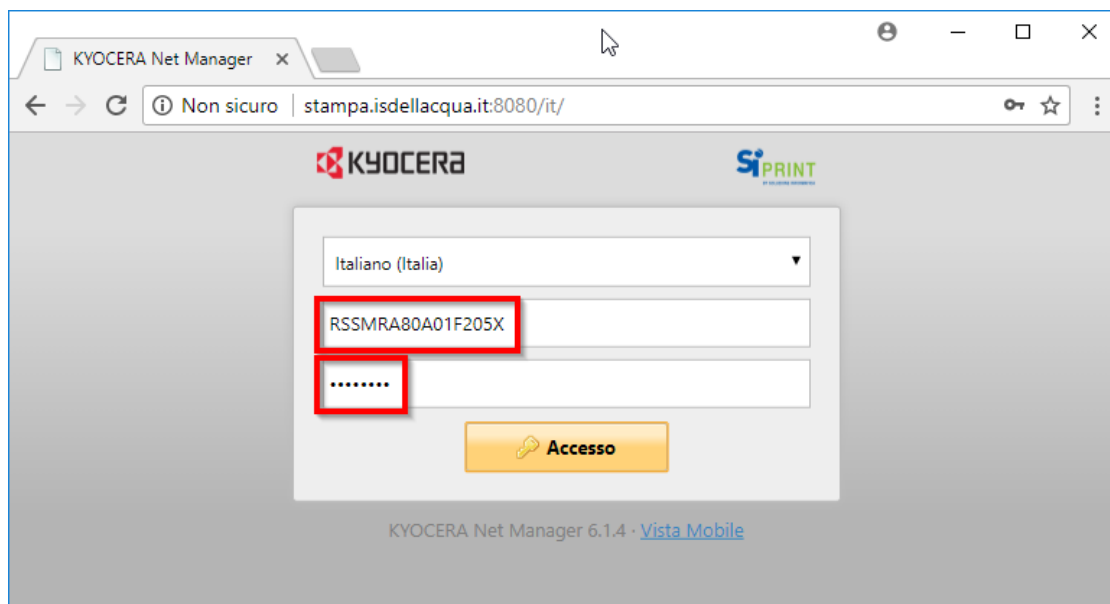 KYOCERA Net Manager
Non sicuro stampa.isdellacqua.it:8080/it/
KYOCERA
Si PRINT
Italiano (Italia)
RSSMRA80A01F205X
••••••••
Accesso
KYOCERA Net Manager 6.1.4 · Vista Mobile